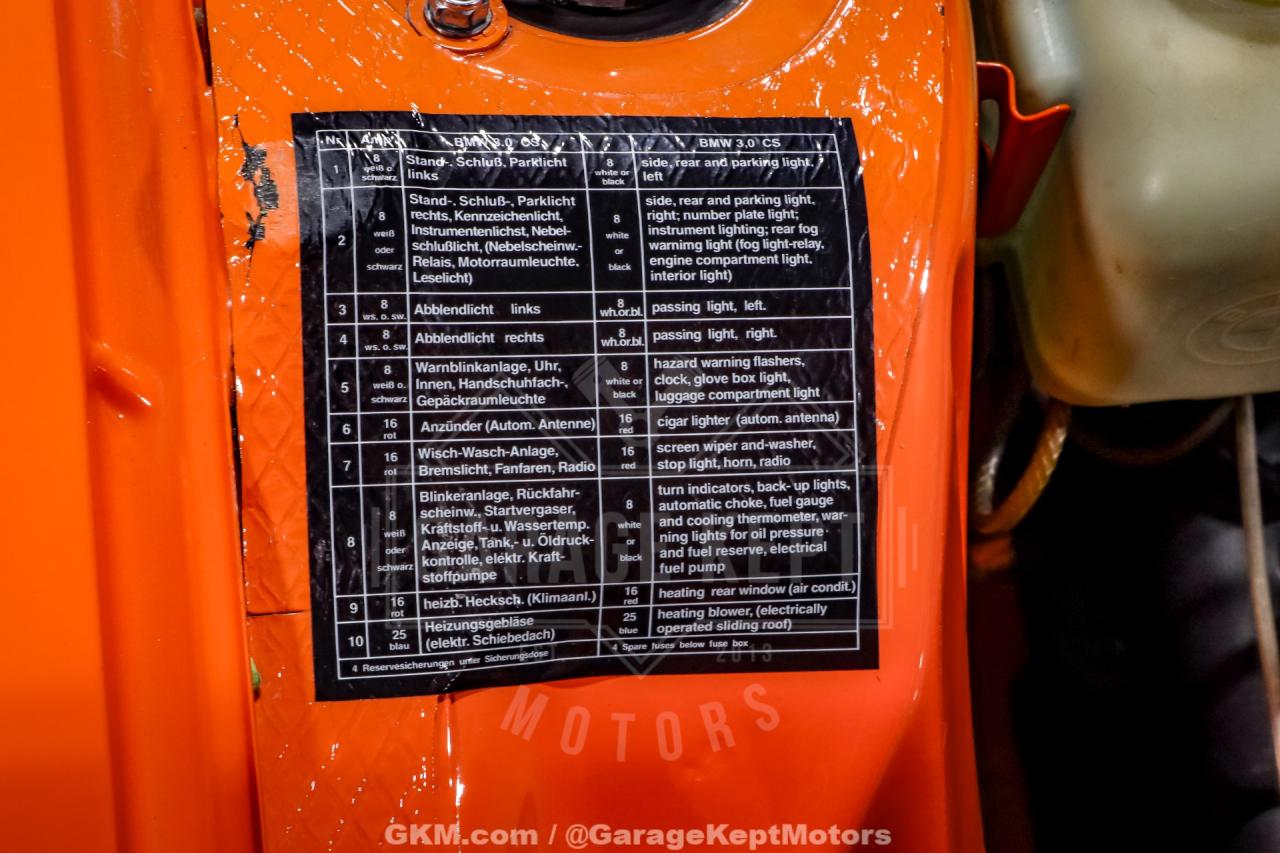 Nr. Amp. BMW 3.0 CS BMW 3,0 CS
1 8 weiß o. schwarz Stand-. Schluß, Parklicht links 8 white or black side, rear and parking light, left
2 8 weiß oder schwarz Stand-. Schluß-, Parklicht rechts, Kennzeichenlicht, Instrumentenlichst, Nebel-schlußlicht, (Nebelscheinw.-Relais, Motorraumleuchte. Leselicht) 8 white or black side, rear and parking light, right; number plate light; instrument lighting; rear fog warnimg light (fog light-relay, engine compartment light, interior light)
3 8 ws. o. sw. Abblendlicht links 8 wh.or.bl. passing light, left.
4 8 ws. o. sw. Abblendlicht rechts 8 wh.or.bl. passing light, right.
5 8 weiß o. schwarz Warnblinkanlage, Uhr, Innen, Handschuhfach-, Gepäckraumleuchte 8 white or black hazard warning flashers, clock, glove box light, luggage compartment light
6 16 rot Anzünder (Autom. Antenne) 16 red cigar lighter (autom. antenna)
7 16 rot Wisch-Wasch-Anlage, Bremslicht, Fanfaren, Radio 16 red screen wiper and-washer, stop light, horn, radio
8 8 weiß oder schwarz Blinkeranlage, Rückfahr-scheinw., Startvergaser, Kraftstoff- u. Wassertemp. Anzeige, Tank,- u. Öldruck-kontrolle, elektr. Kraft-stoffpumpe 8 white or black turn indicators, back- up lights, automatic choke, fuel gauge and cooling thermometer, war-ning lights for oil pressure and fuel reserve, electrical fuel pump
9 16 rot heizb. Hecksch. (Klimaanl.) 16 red heating rear window (air condit.)
10 25 blau Heizungsgebläse (elektr. Schiebedach) 25 blue heating blower, (electrically operated sliding roof)
4 Reservesicherungen unter Sicherungsdose 4 Spare fuses below fuse box
GARAGE KEPT
2013
MOTORS
GKM.com / @GarageKeptMotors